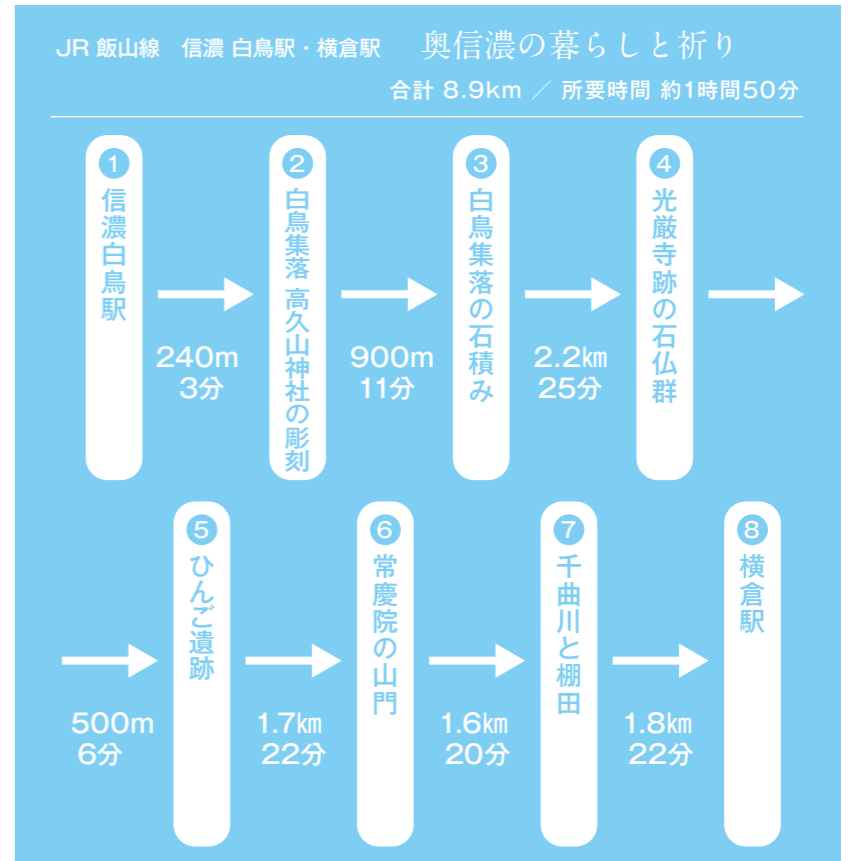 JR 飯山線　信濃 白鳥駅・横倉駅　奥信濃の暮らしと祈り
合計 8.9km ／ 所要時間 約1時間50分
1 信濃白鳥駅
240m
3分
2 白鳥集落 高久山神社の彫刻
900m
11分
3 白鳥集落の石積み
2.2㎞
25分
4 光厳寺跡の石仏群
500m
6分
5 ひんご遺跡
1.7㎞
22分
6 常慶院の山門
1.6㎞
20分
7 千曲川と棚田
1.8㎞
22分
8 横倉駅